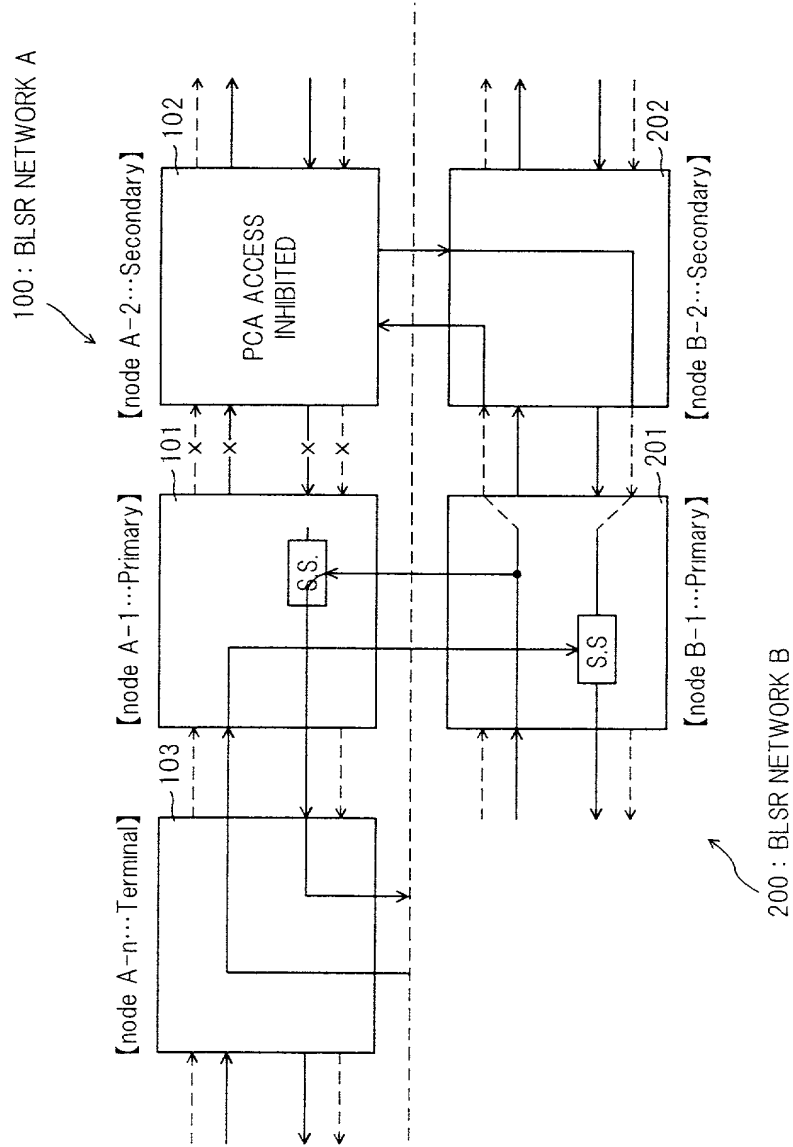 100 : BLSR NETWORK A
【node A-n⋯Terminal】
103
【node A-1⋯Primary】
101
【node A-2⋯Secondary】
102
PCA ACCESS
INHIBITED
X
X
X
X
S.S.
S.S
201
202
【node B-1⋯Primary】
【node B-2⋯Secondary】
200 : BLSR NETWORK B